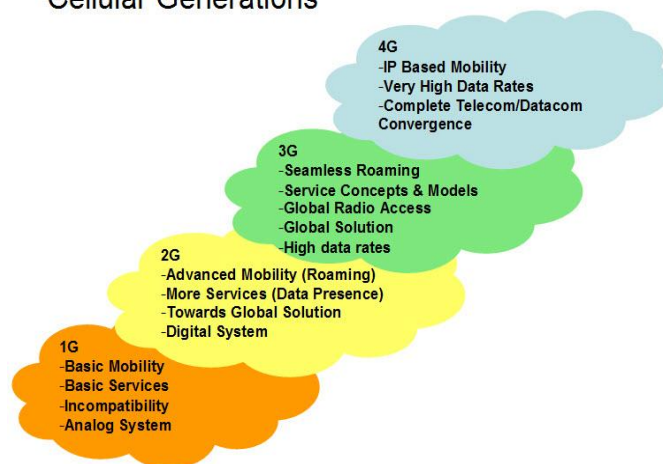 Cellular Generations
4G
-IP Based Mobility
-Very High Data Rates
-Complete Telecom/Datacom
Convergence
3G
-Seamless Roaming
-Service Concepts & Models
-Global Radio Access
-Global Solution
-High data rates
2G
-Advanced Mobility (Roaming)
-More Services (Data Presence)
-Towards Global Solution
-Digital System
1G
-Basic Mobility
-Basic Services
-Incompatibility
-Analog System